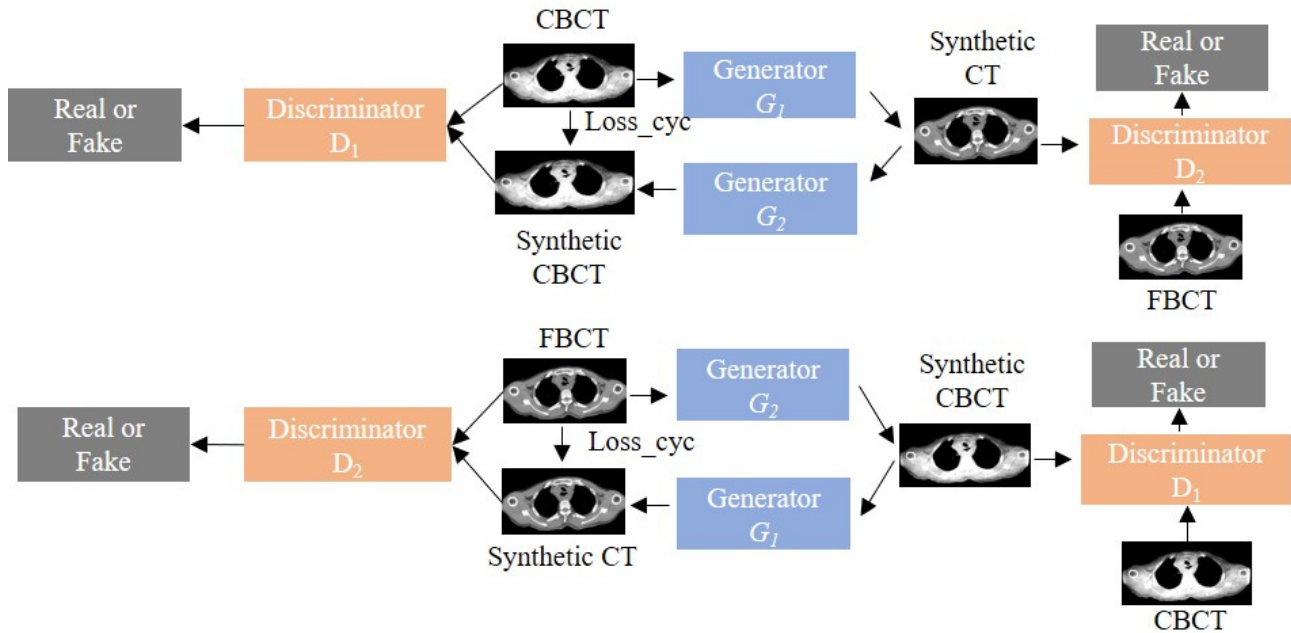 CBCT
Synthetic
CT
Real or
Fake
Real or
Fake
Discriminator
D₁
Generator
G₁
Loss_cyc
Discriminator
D₂
Generator
G₂
Synthetic
CBCT
FBCT
FBCT
Synthetic
CBCT
Real or
Fake
Real or
Fake
Discriminator
D₂
Generator
G₂
Loss_cyc
Discriminator
D₁
Generator
G₁
Synthetic CT
CBCT